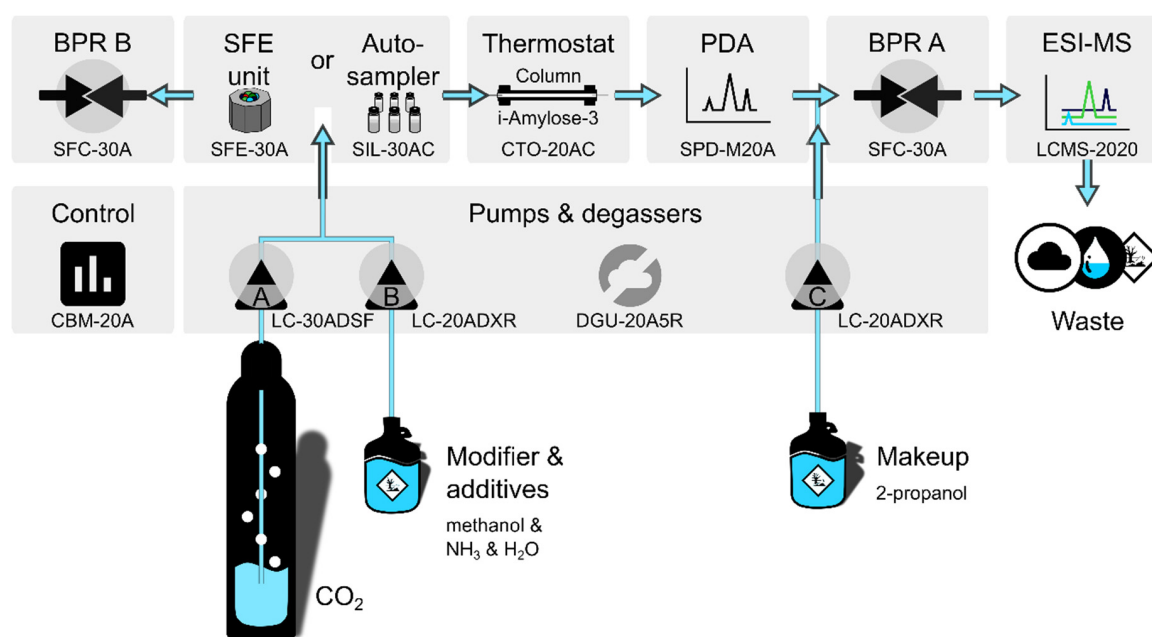 BPR B
SFC-30A
SFE
unit
SFE-30A
or
Auto-
sampler
SIL-30AC
Thermostat
Column
i-Amylose-3
CTO-20AC
PDA
SPD-M20A
BPR A
SFC-30A
ESI-MS
LCMS-2020
Control
CBM-20A
Pumps & degassers
A
LC-30ADSF
B
LC-20ADXR
DGU-20A5R
C
LC-20ADXR
Waste
Modifier &
additives
methanol &
NH₃ & H₂O
Makeup
2-propanol
CO₂